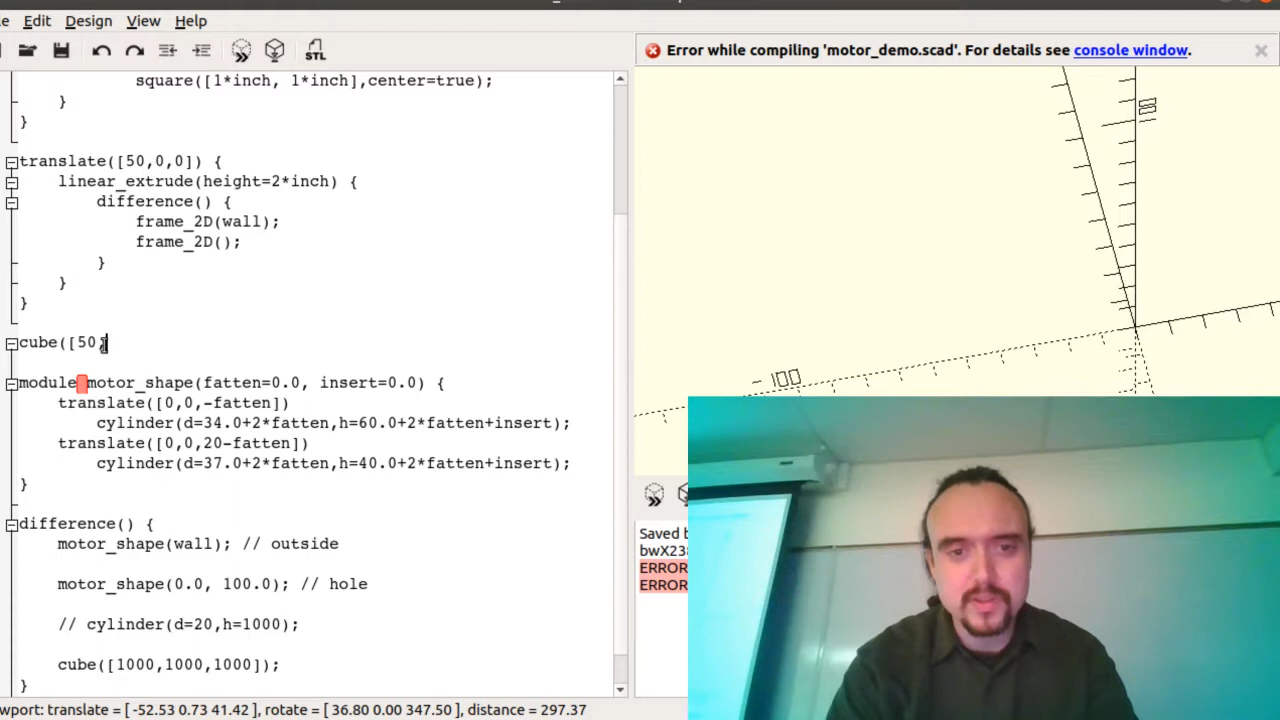 Edit Design View Help
STL
Error while compiling 'motor_demo.scad'. For details see console window.
square([1*inch, 1*inch],center=true);
}
}
translate([50,0,0]) {
linear_extrude(height=2*inch) {
difference() {
frame_2D(wall);
frame_2D();
}
}
}
cube([50,
module motor_shape(fatten=0.0, insert=0.0) {
translate([0,0,-fatten])
cylinder(d=34.0+2*fatten,h=60.0+2*fatten+insert);
translate([0,0,20-fatten])
cylinder(d=37.0+2*fatten,h=40.0+2*fatten+insert);
}
difference() {
motor_shape(wall); // outside
motor_shape(0.0, 100.0); // hole
// cylinder(d=20,h=1000);
cube([1000,1000,1000]);
}
100
-100
Saved b
bwX238
ERROR
ERROR
wport: translate = [ -52.53 0.73 41.42 ], rotate = [ 36.80 0.00 347.50 ], distance = 297.37